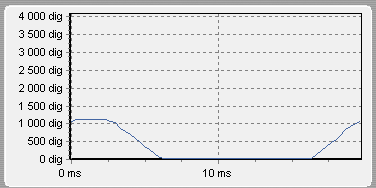 4 000 dig
3 500 dig
3 000 dig
2 500 dig
2 000 dig
1 500 dig
1 000 dig
500 dig
0 dig
0 ms 10 ms